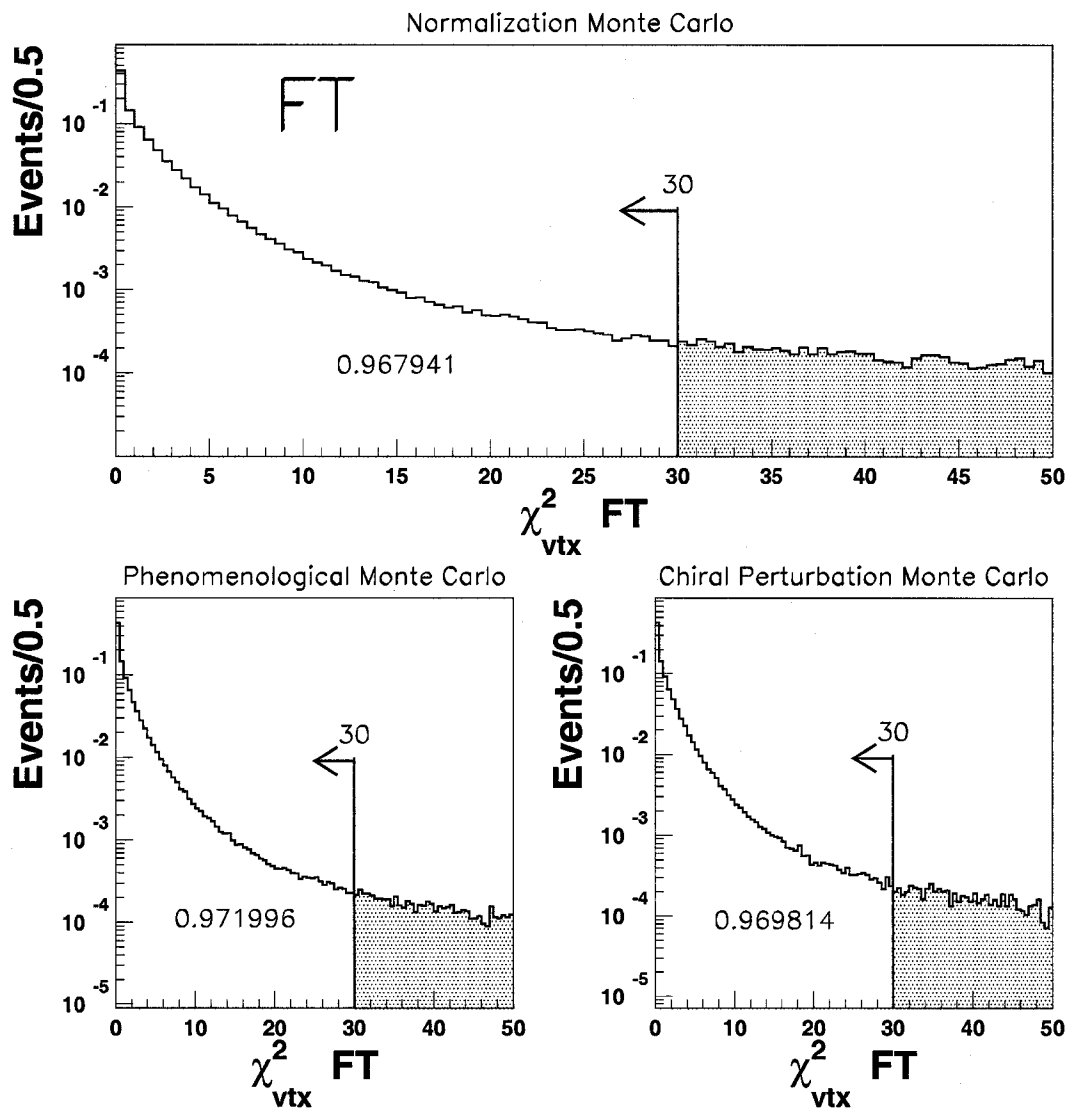 Normalization Monte Carlo
FT
Events/0.5
10^-1
10^-2
10^-3
10^-4
30
0.967941
0 5 10 15 20 25 30 35 40 45 50
χ²vtx FT
Phenomenological Monte Carlo
Events/0.5
10^-1
10^-2
10^-3
10^-4
10^-5
30
0.971996
0 10 20 30 40 50
χ²vtx FT
Chiral Perturbation Monte Carlo
Events/0.5
10^-1
10^-2
10^-3
10^-4
10^-5
30
0.969814
0 10 20 30 40 50
χ²vtx FT